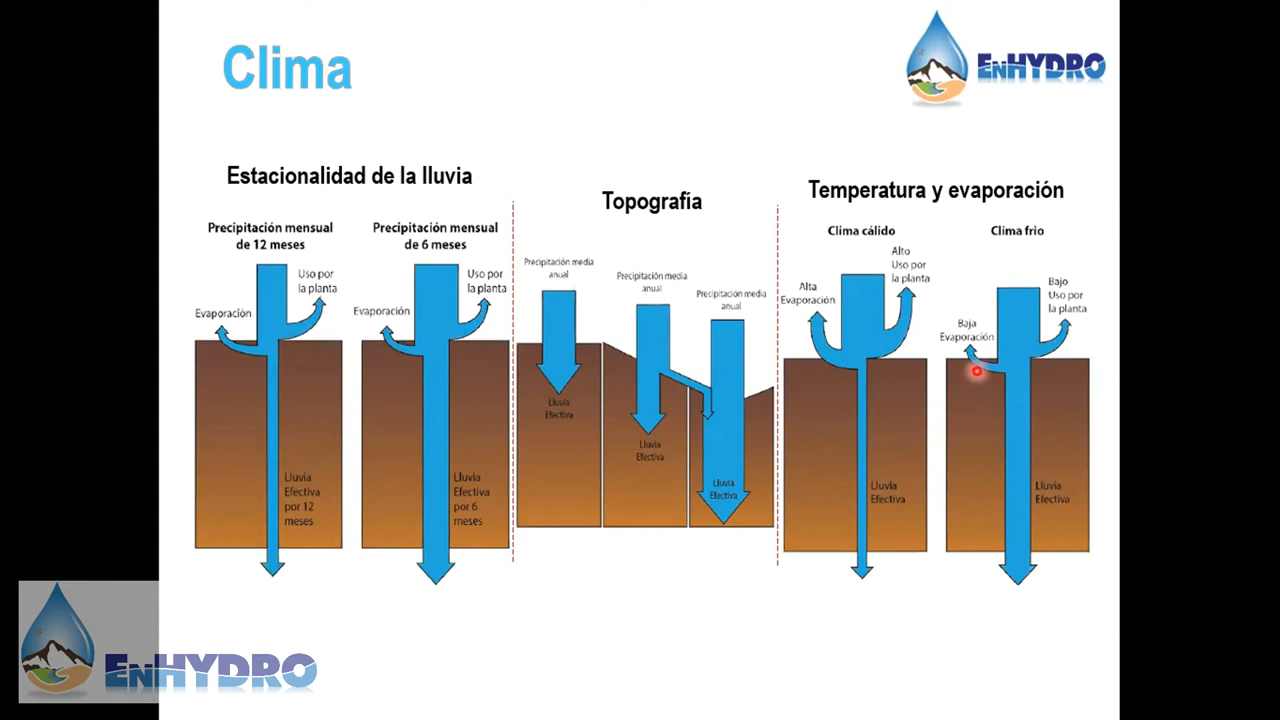 Clima
EnHYDRO
Estacionalidad de la lluvia
Precipitación mensual
de 12 meses
Uso por
la planta
Evaporación
Lluvia
Efectiva
por 12
meses
Precipitación mensual
de 6 meses
Uso por
la planta
Evaporación
Lluvia
Efectiva
por 6
meses
Topografía
Precipitación media
anual
Lluvia
Efectiva
Precipitación media
anual
Lluvia
Efectiva
Precipitación media
anual
Lluvia
Efectiva
Temperatura y evaporación
Clima cálido
Alto
Uso por
la planta
Alta
Evaporación
Lluvia
Efectiva
Clima frio
Bajo
Uso por
la planta
Baja
Evaporación
Lluvia
Efectiva
EnHYDRO